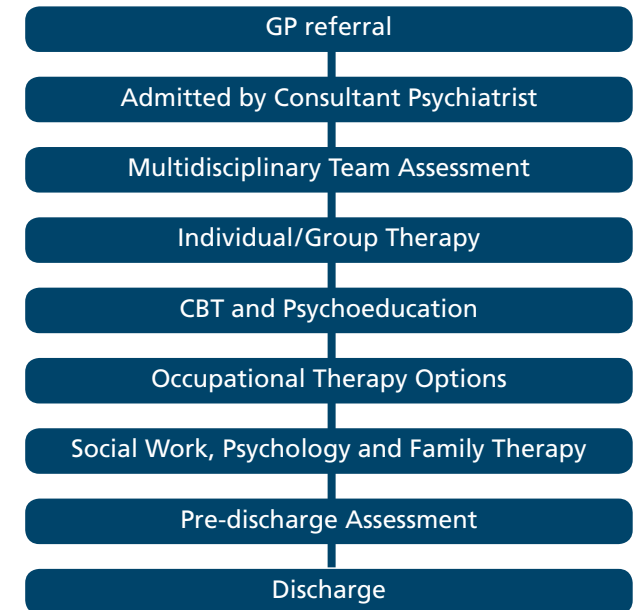 GP referral
Admitted by Consultant Psychiatrist
Multidisciplinary Team Assessment
Individual/Group Therapy
CBT and Psychoeducation
Occupational Therapy Options
Social Work, Psychology and Family Therapy
Pre-discharge Assessment
Discharge